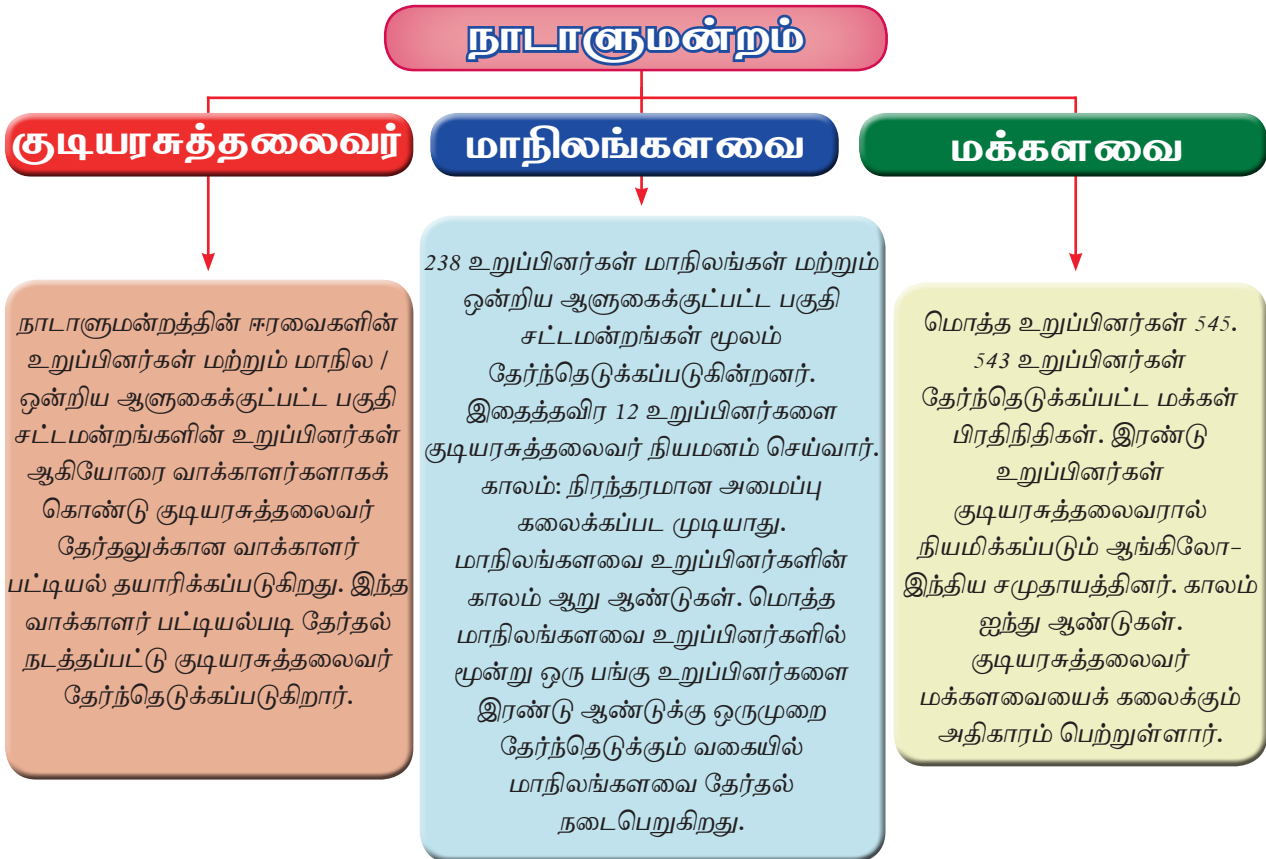 நாடாளுமன்றம்
குடியரசுத்தலைவர்
மாநிலங்களவை
மக்களவை
நாடாளுமன்றத்தின் ஈரவைகளின்
உறுப்பினர்கள் மற்றும் மாநில /
ஒன்றிய ஆளுகைக்குட்பட்ட பகுதி
சட்டமன்றங்களின் உறுப்பினர்கள்
ஆகியோரை வாக்காளர்களாகக்
கொண்டு குடியரசுத்தலைவர்
தேர்தலுக்கான வாக்காளர்
பட்டியல் தயாரிக்கப்படுகிறது. இந்த
வாக்காளர் பட்டியல்படி தேர்தல்
நடத்தப்பட்டு குடியரசுத்தலைவர்
தேர்ந்தெடுக்கப்படுகிறார்.
238 உறுப்பினர்கள் மாநிலங்கள் மற்றும்
ஒன்றிய ஆளுகைக்குட்பட்ட பகுதி
சட்டமன்றங்கள் மூலம்
தேர்ந்தெடுக்கப்படுகின்றனர்.
இதைத்தவிர 12 உறுப்பினர்களை
குடியரசுத்தலைவர் நியமனம் செய்வார்.
காலம்: நிரந்தரமான அமைப்பு
கலைக்கப்பட முடியாது.
மாநிலங்களவை உறுப்பினர்களின்
காலம் ஆறு ஆண்டுகள். மொத்த
மாநிலங்களவை உறுப்பினர்களில்
மூன்று ஒரு பங்கு உறுப்பினர்களை
இரண்டு ஆண்டுக்கு ஒருமுறை
தேர்ந்தெடுக்கும் வகையில்
மாநிலங்களவை தேர்தல்
நடைபெறுகிறது.
மொத்த உறுப்பினர்கள் 545.
543 உறுப்பினர்கள்
தேர்ந்தெடுக்கப்பட்ட மக்கள்
பிரதிநிதிகள். இரண்டு
உறுப்பினர்கள்
குடியரசுத்தலைவரால்
நியமிக்கப்படும் ஆங்கிலோ-
இந்திய சமுதாயத்தினர். காலம்
ஐந்து ஆண்டுகள்.
குடியரசுத்தலைவர்
மக்களவையைக் கலைக்கும்
அதிகாரம் பெற்றுள்ளார்.